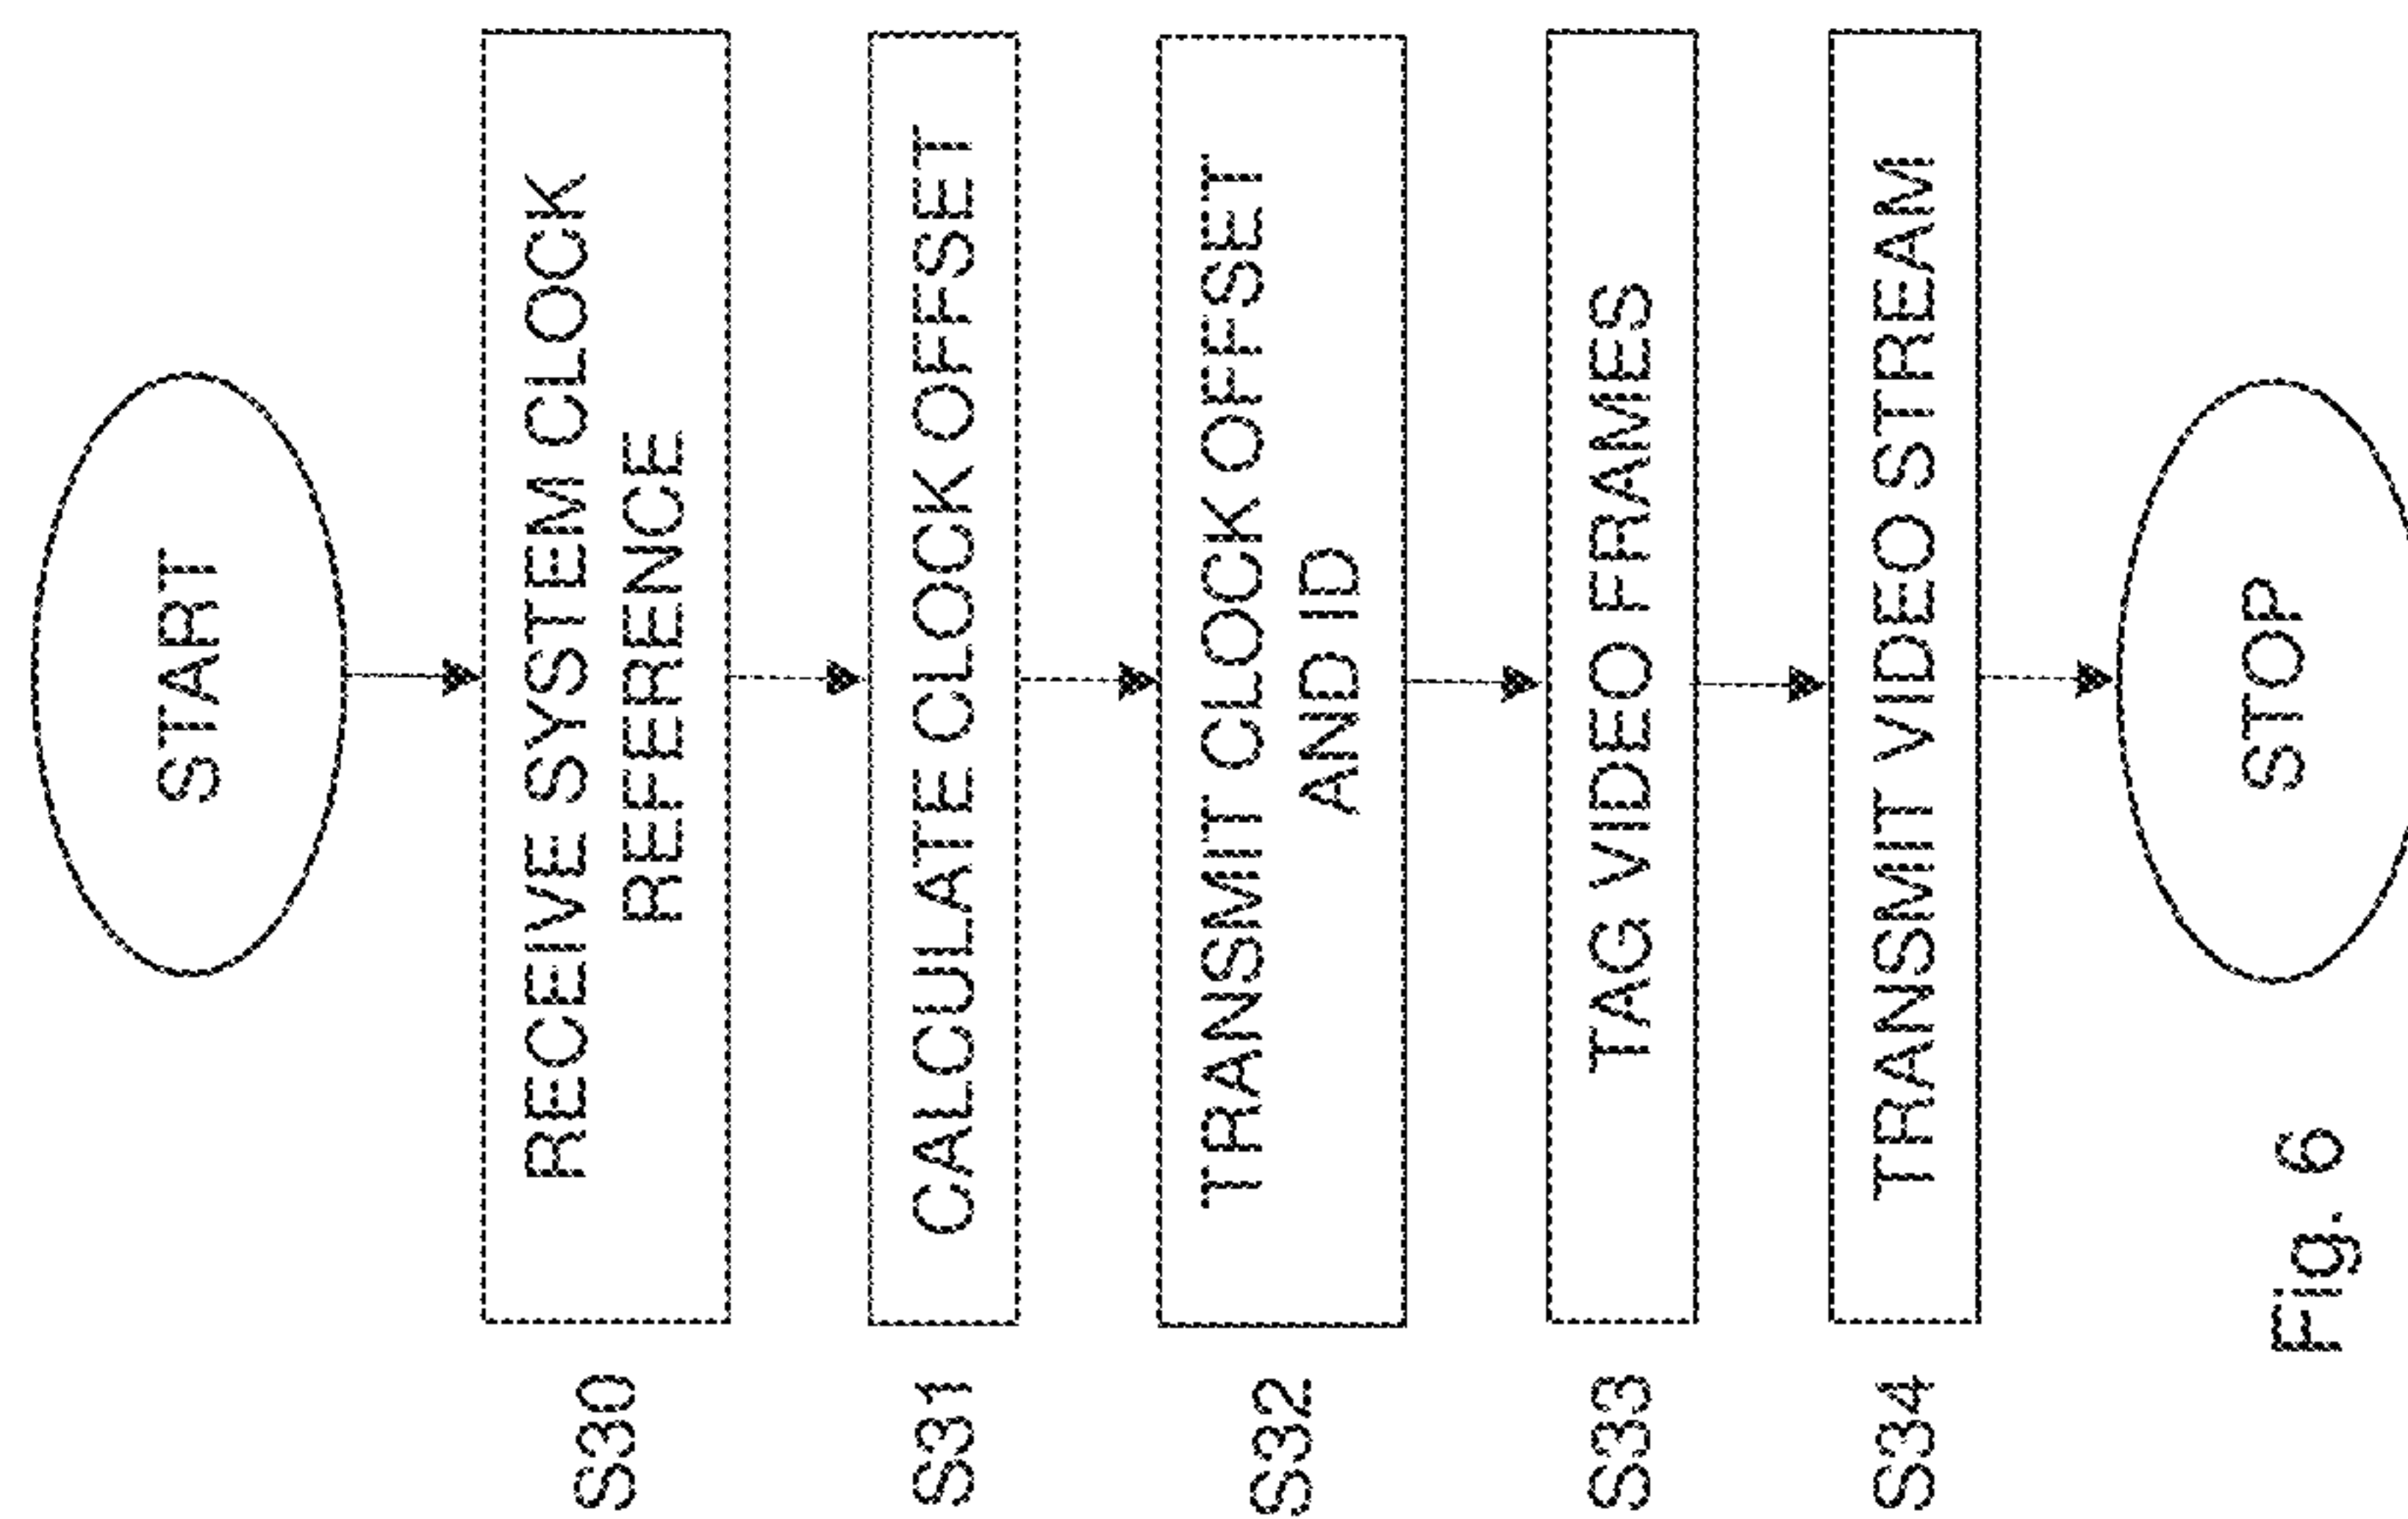 START
S30
RECEIVE SYSTEM CLOCK
REFERENCE
S31
CALCULATE CLOCK OFFSET
S32
TRANSMIT CLOCK OFFSET
AND ID
S33
TAG VIDEO FRAMES
S34
TRANSMIT VIDEO STREAM
STOP
Fig. 6